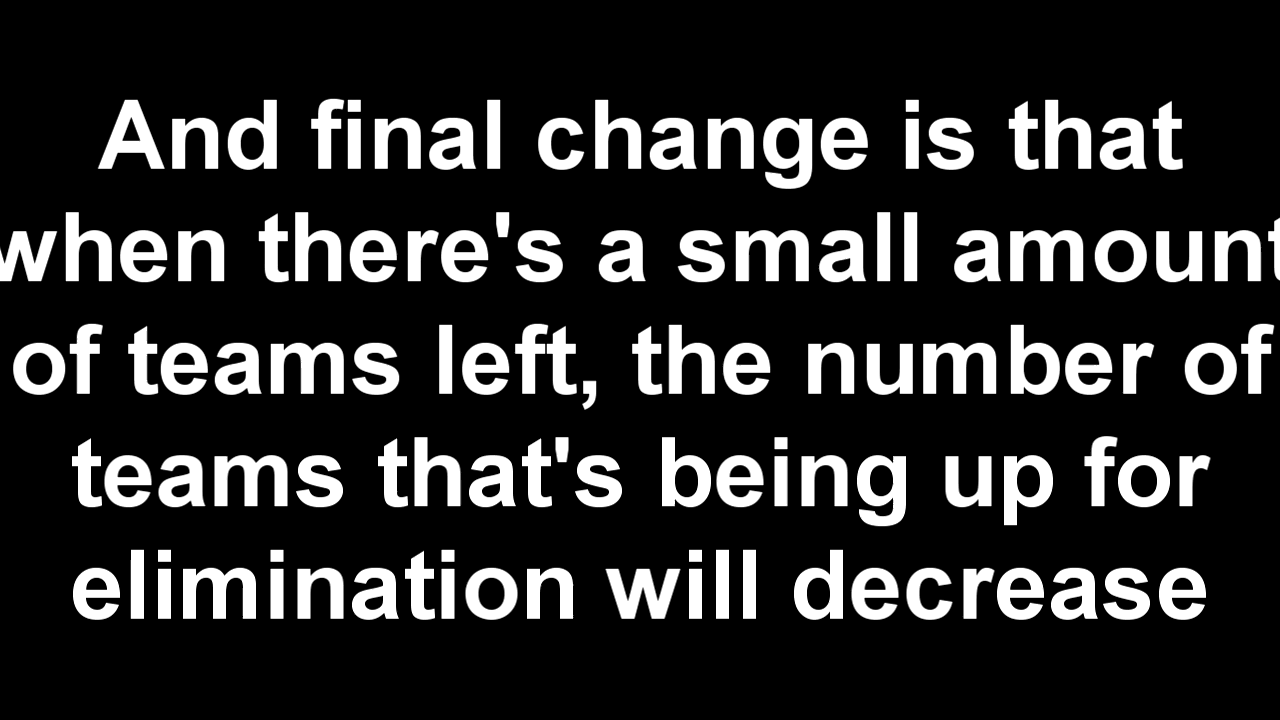 And final change is that
when there's a small amount
of teams left, the number of
teams that's being up for
elimination will decrease